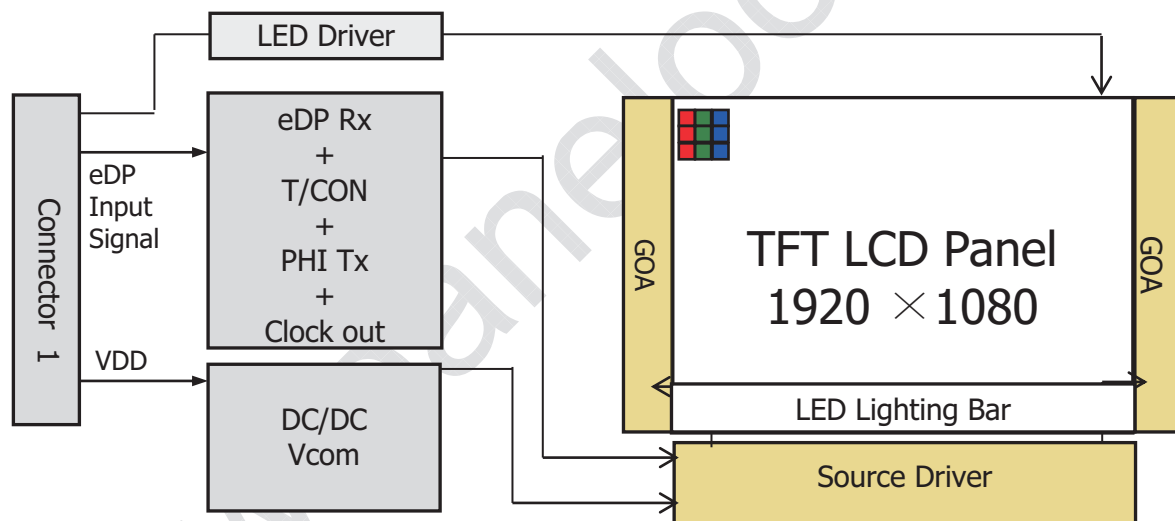 LED Driver
eDP Rx
+
T/CON
+
PHI Tx
+
Clock out
eDP
Input
Signal
Connector 1
VDD
DC/DC
Vcom
GOA
TFT LCD Panel
1920 ×1080
GOA
LED Lighting Bar
Source Driver